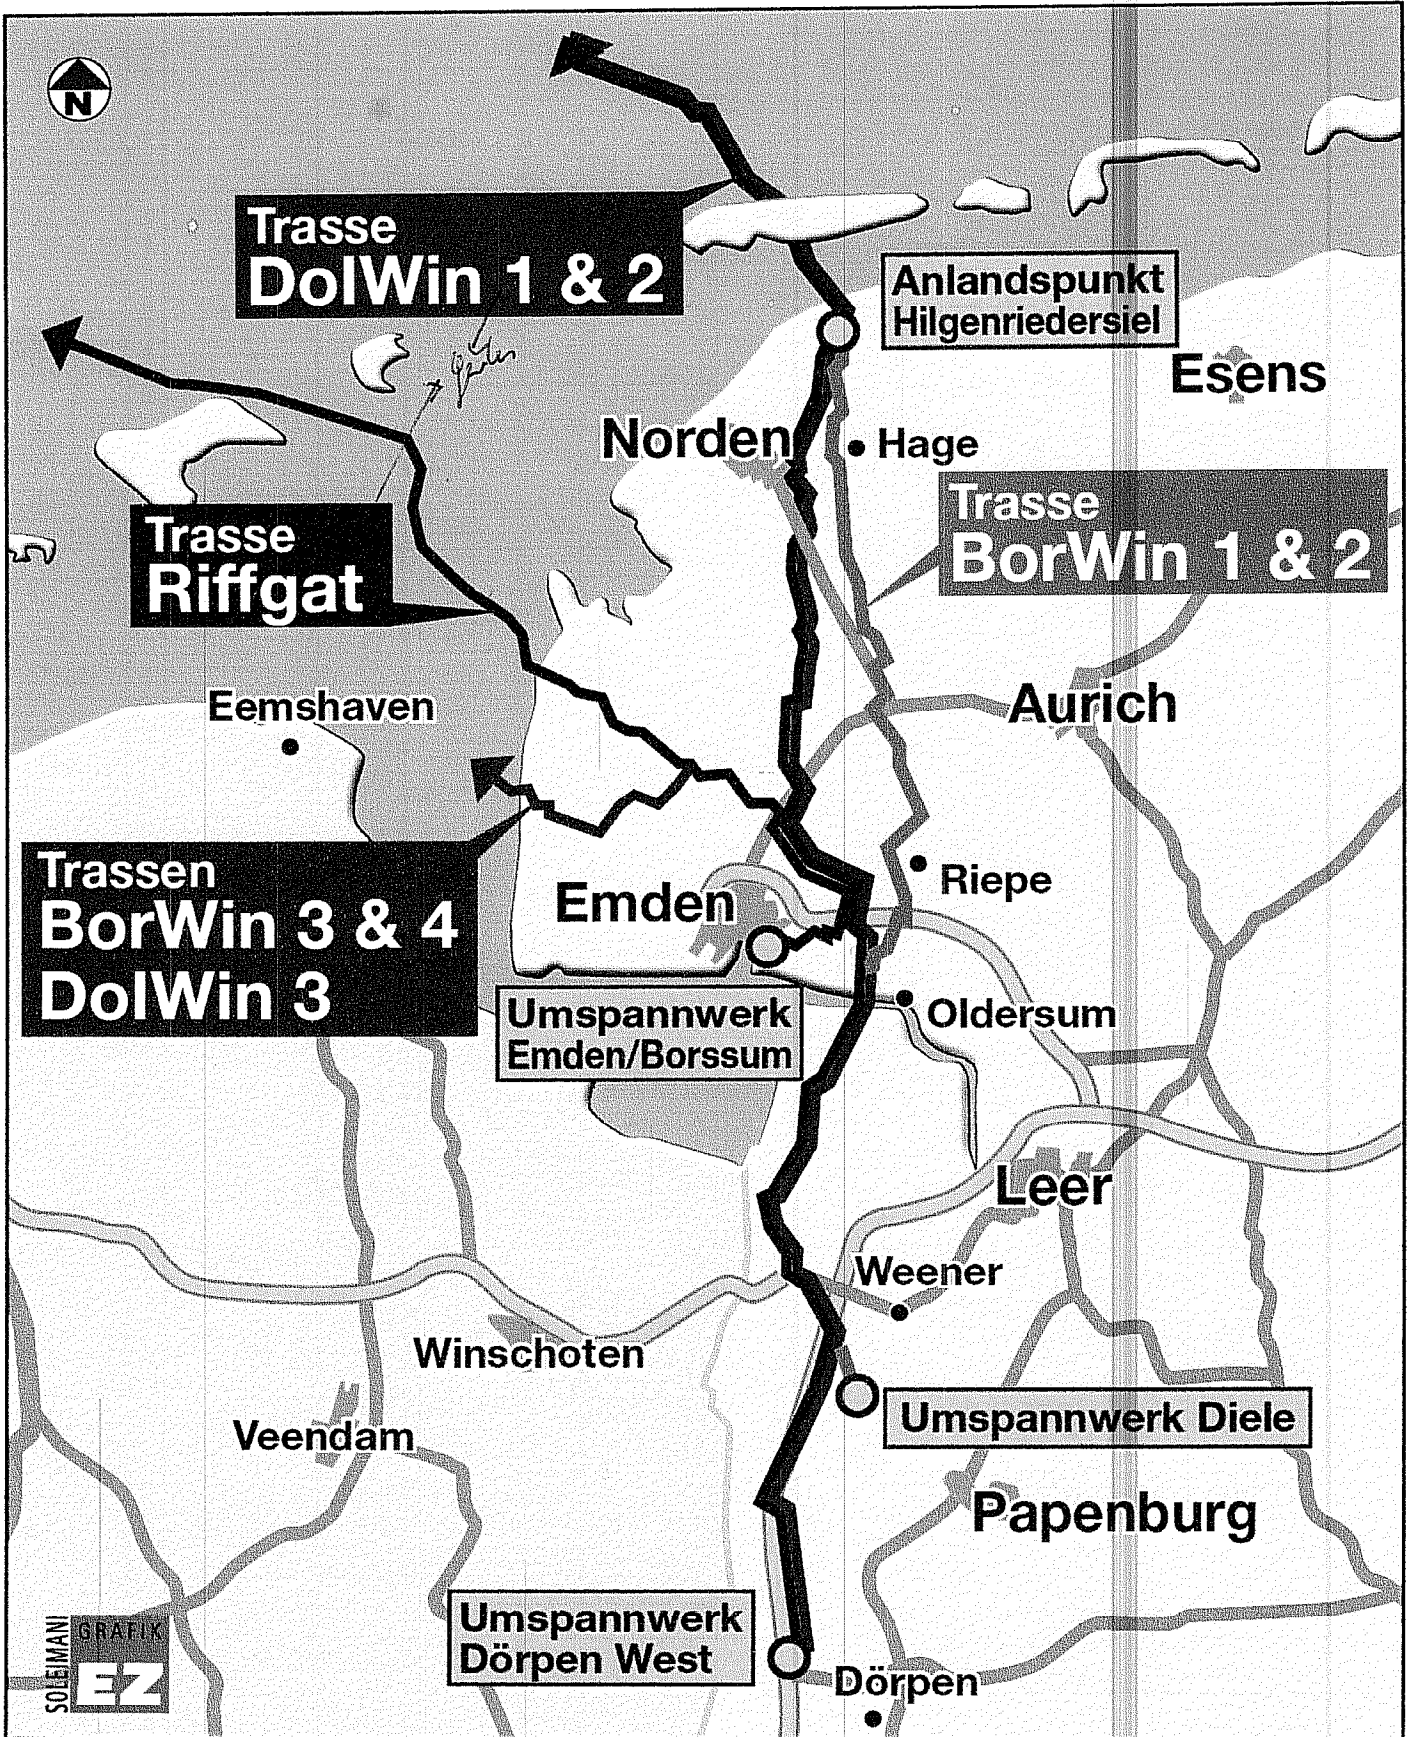 N
Trasse
DolWin 1 & 2
Anlandspunkt
Hilgenriedersiel
Esens
Norden
Hage
Trasse
BorWin 1 & 2
Trasse
Riffgat
Eemshaven
Aurich
Trassen
BorWin 3 & 4
DolWin 3
Emden
Riepe
Umspannwerk
Emden/Borssum
Oldersum
Leer
Weener
Winschoten
Umspannwerk Diele
Veendam
Papenburg
Umspannwerk
Dörpen West
Dörpen
SOLEIMANI
GRAFIK
EZ